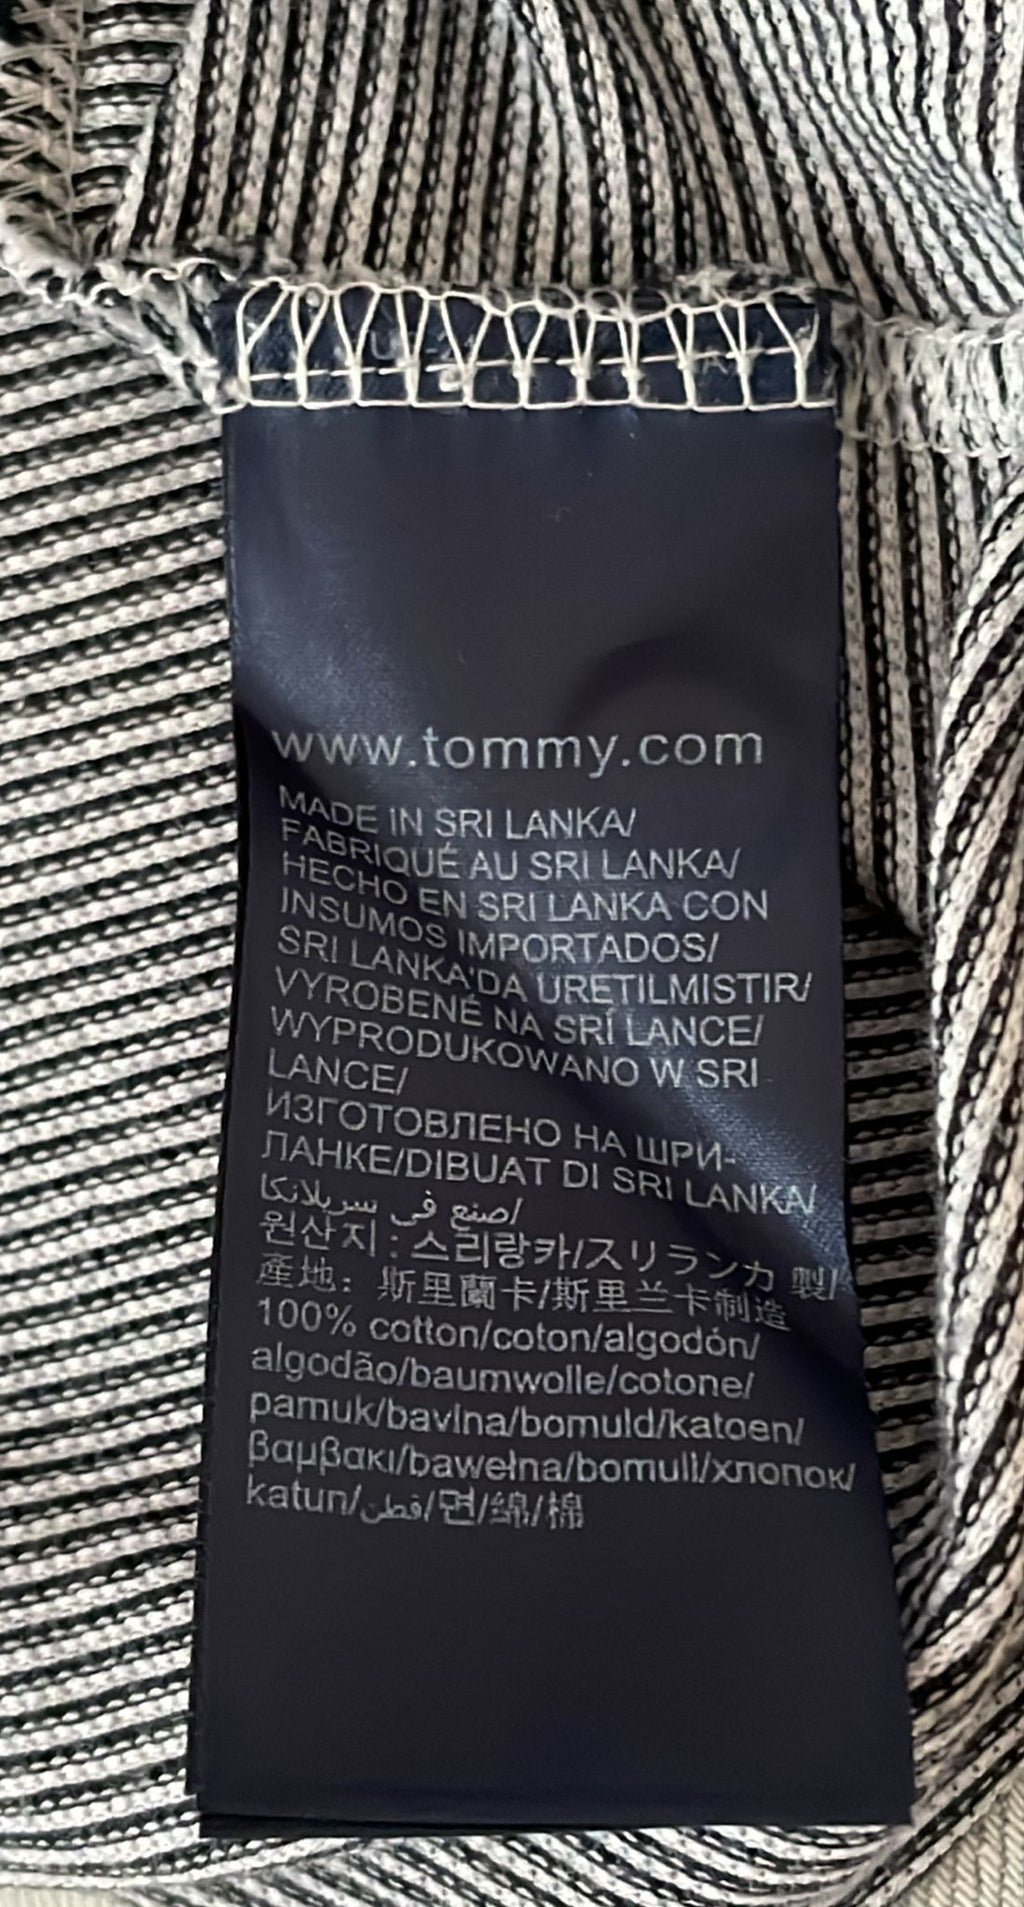 www.tommy.com
MADE IN SRI LANKA/
FABRIQUÉ AU SRI LANKA/
HECHO EN SRI LANKA CON
INSUMOS IMPORTADOS/
SRI LANKA'DA URETILMISTIR/
VYROBENÉ NA SRÍ LANCE/
WYPRODUKOWANO W SRI
LANCE/
ИЗГОТОВЛЕНО НА ШРИ-
ЛАНКЕ/DIBUAT DI SRI LANKA/
صنع في سريلانكا/
원산지 : 스리랑카/スリランカ 製/
產地: 斯里蘭卡/斯里兰卡制造
100% cotton/coton/algodón/
algodão/baumwolle/cotone/
pamuk/bavlna/bomuld/katoen/
βαμβακι/bawełna/bomull/хлопок/
katun/قطن/면/绵/棉